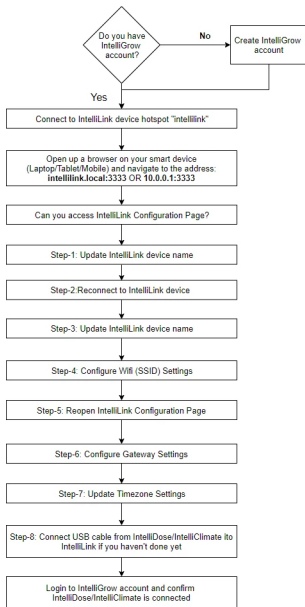 Do you have
IntelliGrow
account?
No
Create IntelliGrow
account
Yes
Connect to IntelliLink device hotspot "intellilink"
Open up a browser on your smart device
(Laptop/Tablet/Mobile) and navigate to the address:
intellilink.local:3333 OR 10.0.0.1:3333
Can you access IntelliLink Configuration Page?
Step-1: Update IntelliLink device name
Step-2:Reconnect to IntelliLink device
Step-3: Update IntelliLink device name
Step-4: Configure Wifi (SSID) Settings
Step-5: Reopen IntelliLink Configuration Page
Step-6: Configure Gateway Settings
Step-7: Update Timezone Settings
Step-8: Connect USB cable from IntelliDose/IntelliClimate ito
IntelliLink if you haven't done yet
Login to IntelliGrow account and confirm
IntelliDose/IntelliClimate is connected